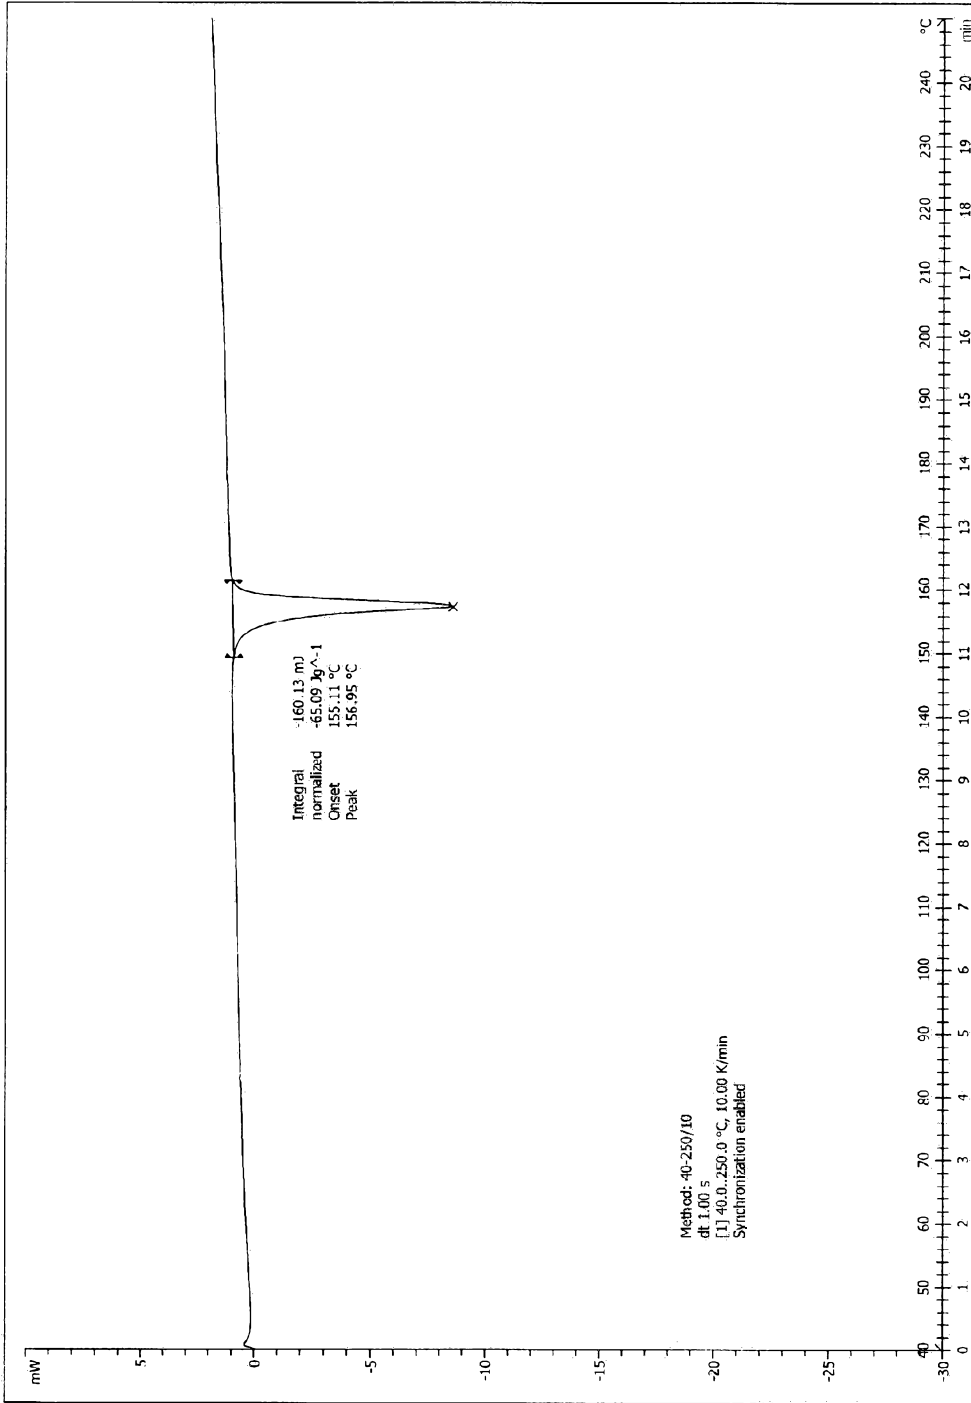 mW
5
0
-5
-10
-15
-20
-25
-30
Integral -160.13 mJ
normalized -65.09 Jg^-1
Onset 155.11 °C
Peak 156.95 °C
Method: 40-250/10
dt 1.00 s
[1] 40.0..250.0 °C, 10.00 K/min
Synchronization enabled
40 50 60 70 80 90 100 110 120 130 140 150 160 170 180 190 200 210 220 230 240 °C
0 1 2 3 4 5 6 7 8 9 10 11 12 13 14 15 16 17 18 19 20 min